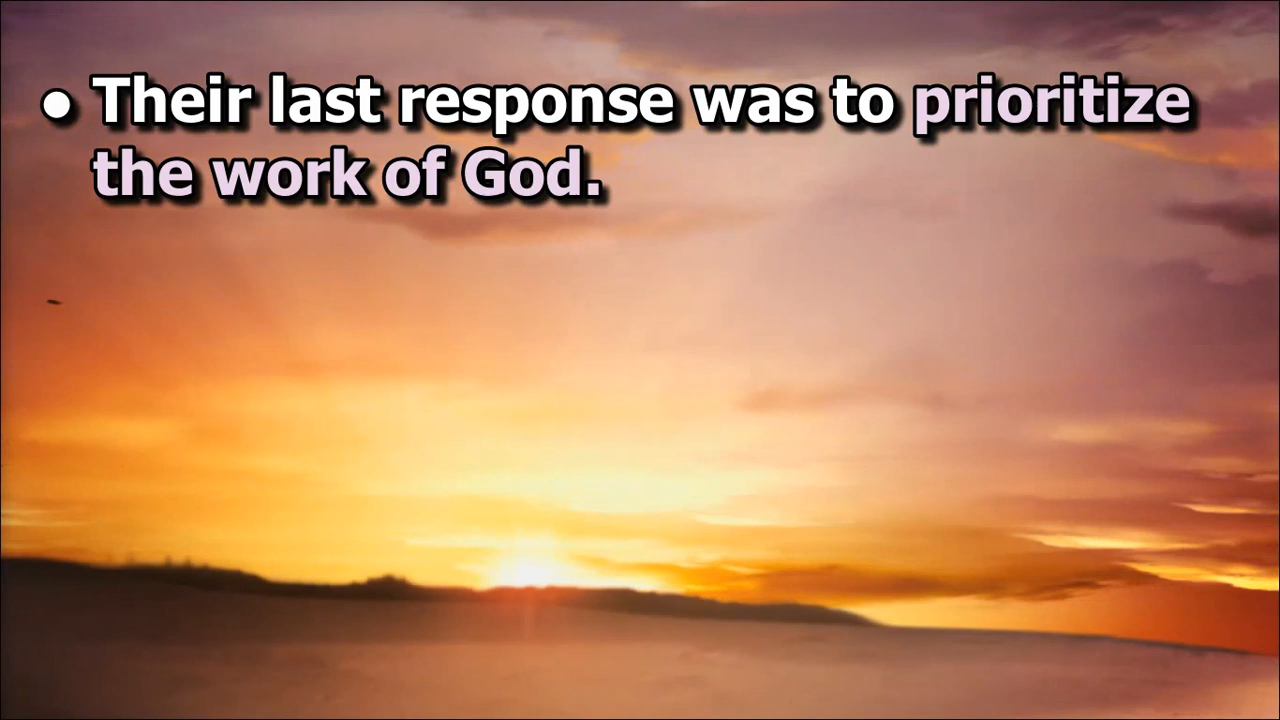 ● Their last response was to prioritize
the work of God.